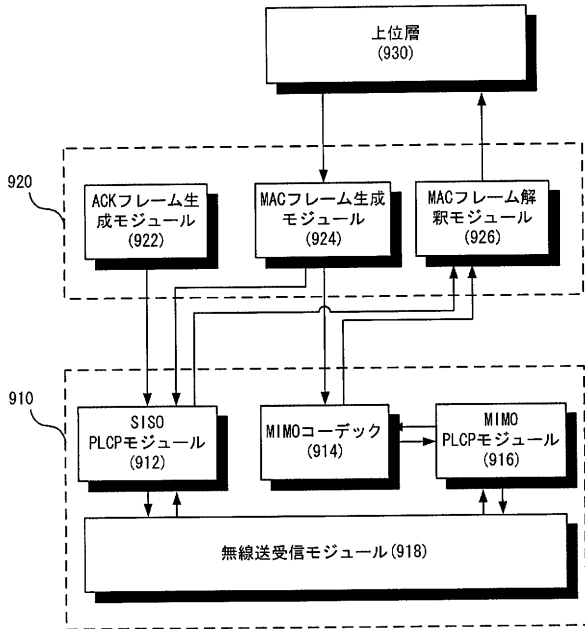 上位層
(930)
920
ACKフレーム生
成モジュール
(922)
MACフレーム生成
モジュール
(924)
MACフレーム解
釈モジュール
(926)
910
SISO
PLCPモジュール
(912)
MIMOコーデック
(914)
MIMO
PLCPモジュール
(916)
無線送受信モジュール(918)